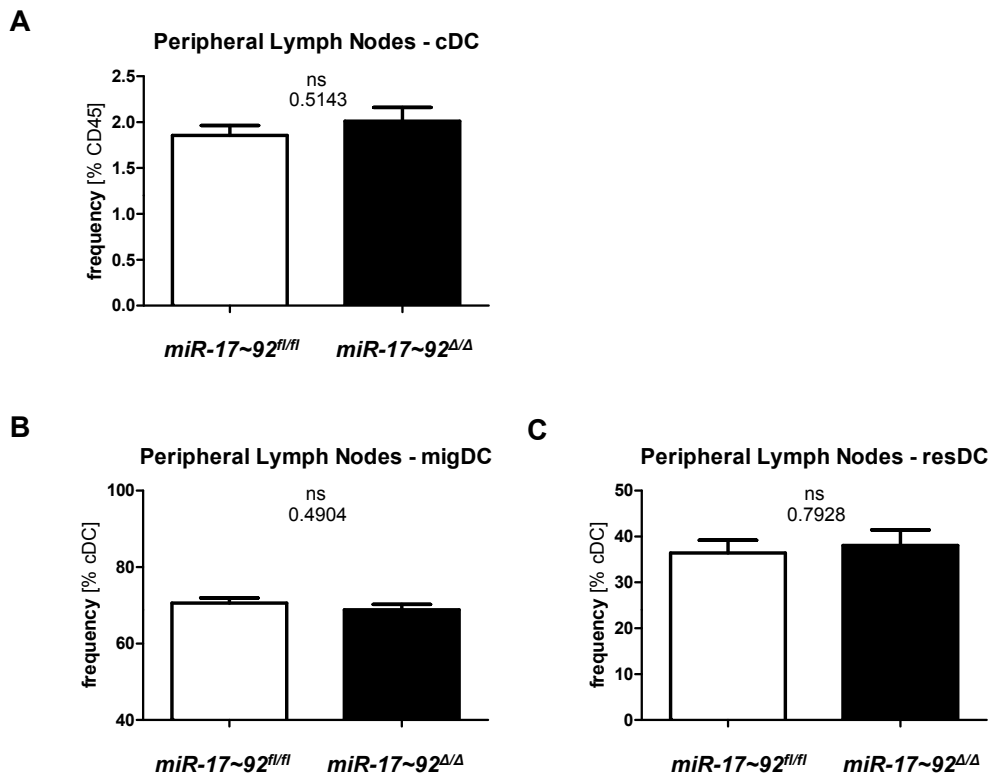 A
Peripheral Lymph Nodes - cDC
ns
0.5143
2.5
2.0
1.5
1.0
0.5
0.0
frequency [% CD45]
miR-17~92fl/fl miR-17~92Δ/Δ
B
Peripheral Lymph Nodes - migDC
ns
0.4904
100
80
60
40
frequency [% cDC]
miR-17~92fl/fl miR-17~92Δ/Δ
C
Peripheral Lymph Nodes - resDC
ns
0.7928
50
40
30
20
10
0
frequency [% cDC]
miR-17~92fl/fl miR-17~92Δ/Δ